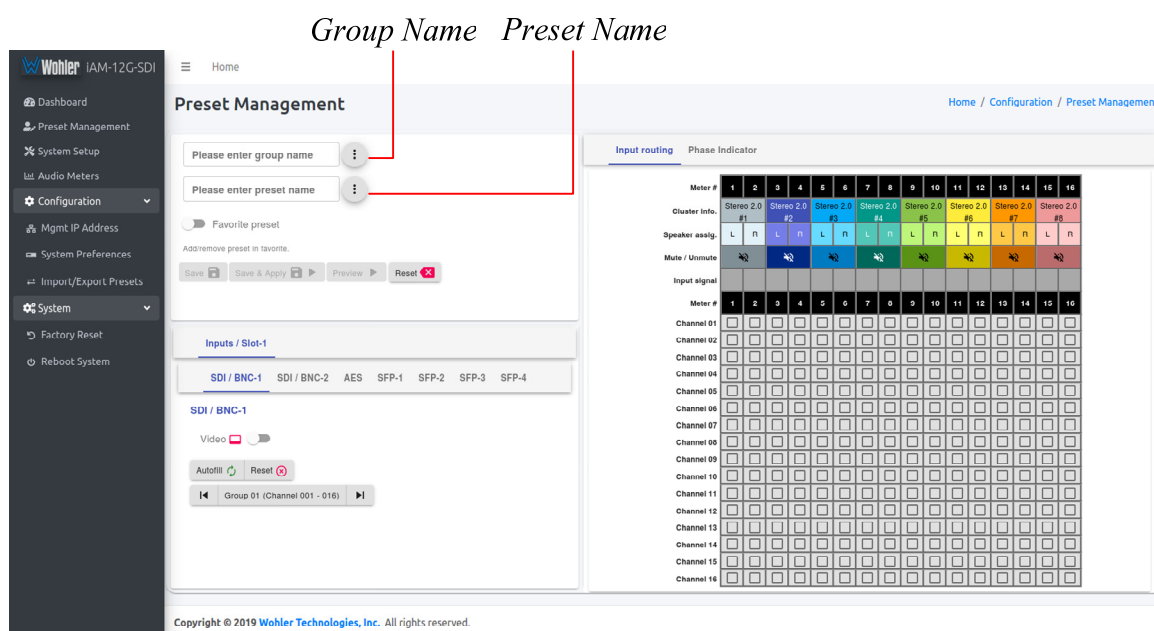 Group Name Preset Name
Wohler iAM-12G-SDI
Home
Dashboard
Preset Management
System Setup
Audio Meters
Configuration
Mgmt IP Address
System Preferences
Import/Export Presets
System
Factory Reset
Reboot System
Preset Management
Home / Configuration / Preset Managemen
Please enter group name
Please enter preset name
Favorite preset
Add/remove preset in favorite.
Save Save & Apply Preview Reset
Inputs / Slot-1
SDI / BNC-1 SDI / BNC-2 AES SFP-1 SFP-2 SFP-3 SFP-4
SDI / BNC-1
Video
Autofill Reset
Group 01 (Channel 001 - 016)
Input routing Phase Indicator
Meter # 1 2 3 4 5 6 7 8 9 10 11 12 13 14 15 16
Cluster Info. Stereo 2.0 #1 Stereo 2.0 #2 Stereo 2.0 #3 Stereo 2.0 #4 Stereo 2.0 #5 Stereo 2.0 #6 Stereo 2.0 #7 Stereo 2.0 #8
Speaker assig. L R L R L R L R L R L R L R L R
Mute / Unmute
Input signal
Meter # 1 2 3 4 5 6 7 8 9 10 11 12 13 14 15 16
Channel 01
Channel 02
Channel 03
Channel 04
Channel 05
Channel 06
Channel 07
Channel 08
Channel 09
Channel 10
Channel 11
Channel 12
Channel 13
Channel 14
Channel 15
Channel 16
Copyright © 2019 Wohler Technologies, Inc. All rights reserved.